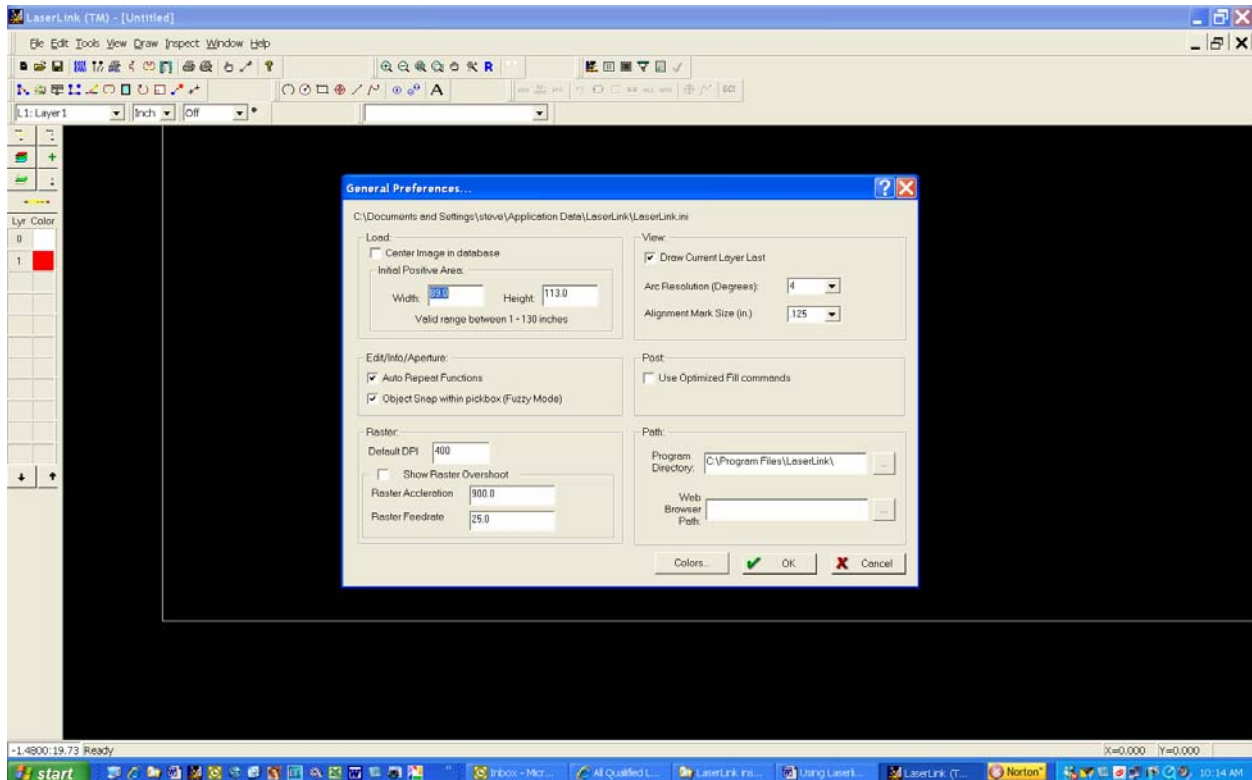 LaserLink (TM) - [Untitled]
File Edit Tools View Draw Inspect Window Help
R
A
L1: Layer1 Inch Off
Lyr Color
0
1
General Preferences...
C:\Documents and Settings\steve\Application Data\LaserLink\LaserLink.ini
Load:
Center Image in database
Initial Positive Area:
Width: 89.0 Height: 113.0
Valid range between 1 - 130 inches
View:
Draw Current Layer Last
Arc Resolution (Degrees): 4
Alignment Mark Size (in.) .125
Edit/Info/Aperture:
Auto Repeat Functions
Object Snap within pickbox (Fuzzy Mode)
Post:
Use Optimized Fill commands
Raster:
Default DPI 400
Show Raster Overshoot
Raster Accleration 900.0
Raster Feedrate 25.0
Path:
Program Directory: C:\Program Files\LaserLink\ ...
Web Browser Path: ...
Colors... OK Cancel
-1.4800:19.73 Ready X=0.000 Y=0.000
start Inbox - Micr... All Qualified L... LaserLink ins... Using LaserLi... LaserLink (T... Norton 10:14 AM